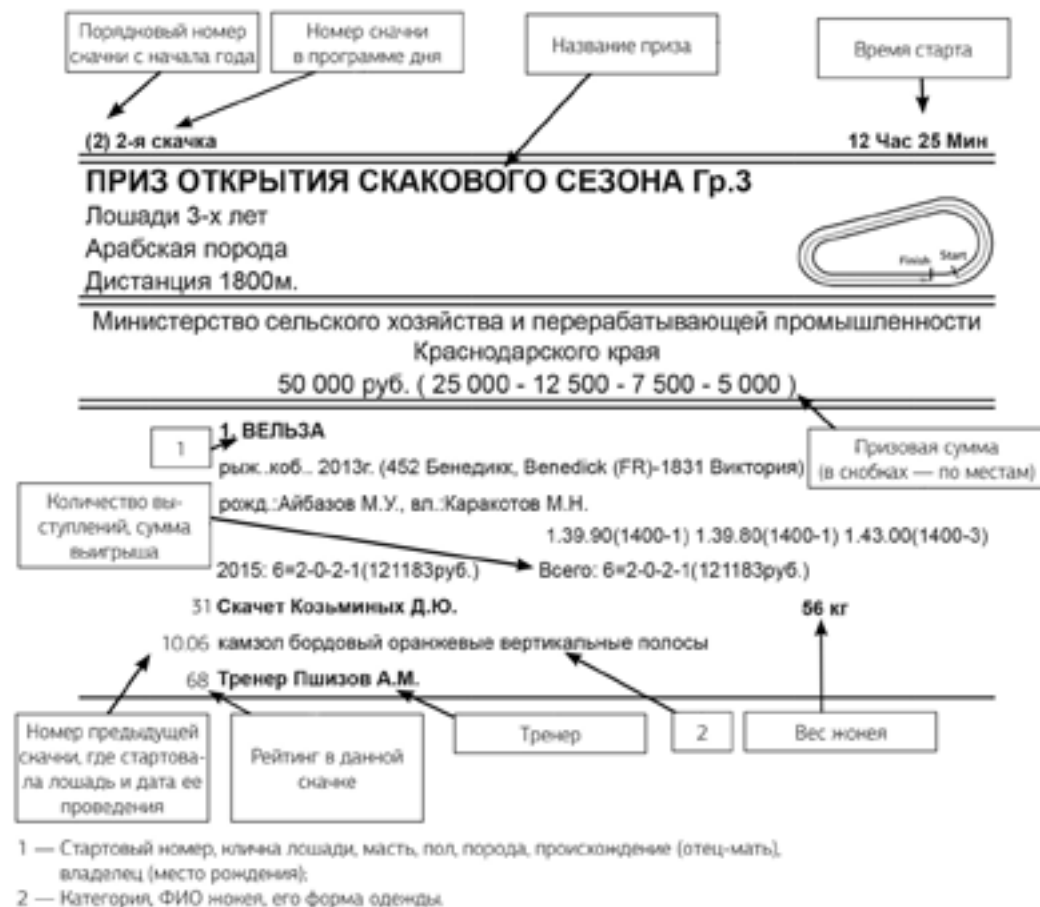 Порядковый номер
скачки с начала года
Номер скачки
в программе дня
Название приза
Время старта
(2) 2-я скачка
12 Час 25 Мин
ПРИЗ ОТКРЫТИЯ СКАКОВОГО СЕЗОНА Гр.3
Лошади 3-х лет
Арабская порода
Дистанция 1800м.
Finish
Start
Министерство сельского хозяйства и перерабатывающей промышленности
Краснодарского края
50 000 руб. ( 25 000 - 12 500 - 7 500 - 5 000 )
1
1. ВЕЛЬЗА
Призовая сумма
(в скобках — по местам)
рыж..коб.. 2013г. (452 Бенедикк, Benedick (FR)-1831 Виктория)
Количество вы-
ступлений, сумма
выигрыша
рожд.:Айбазов М.У., вл.:Каракотов М.Н.
1.39.90(1400-1) 1.39.80(1400-1) 1.43.00(1400-3)
2015: 6=2-0-2-1(121183руб.)
Всего: 6=2-0-2-1(121183руб.)
31 Скачет Козьминых Д.Ю.
56 кг
10.06 камзол бордовый оранжевые вертикальные полосы
68 Тренер Пшизов А.М.
Номер предыдущей
скачки, где стартова-
ла лошадь и дата ее
проведения
Рейтинг в данной
скачке
Тренер
2
Вес жокея
1 — Стартовый номер, кличка лошади, масть, пол, порода, происхождение (отец-мать),
владелец (место рождения);
2 — Категория, ФИО жокея, его форма одежды.